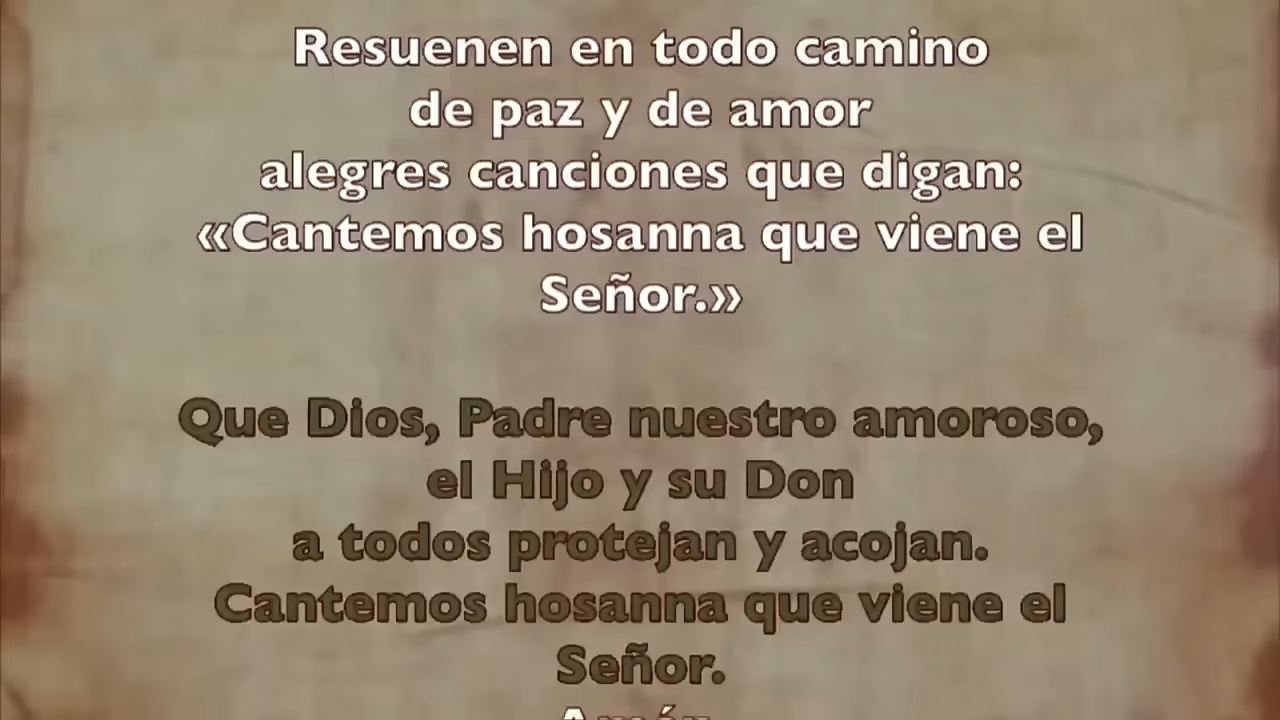 Resuenen en todo camino
de paz y de amor
alegres canciones que digan:
«Cantemos hosanna que viene el
Señor.»
Que Dios, Padre nuestro amoroso,
el Hijo y su Don
a todos protejan y acojan.
Cantemos hosanna que viene el
Señor.